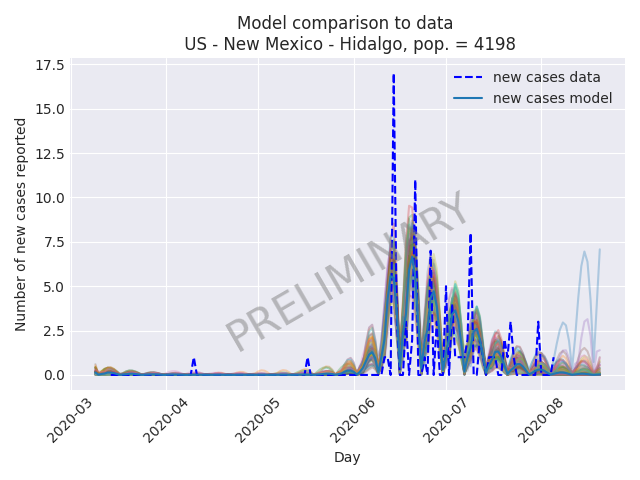 Model comparison to data
US - New Mexico - Hidalgo, pop. = 4198
17.5
15.0
12.5
10.0
7.5
5.0
2.5
0.0
Number of new cases reported
new cases data
new cases model
PRELIMINARY
2020-03
2020-04
2020-05
2020-06
2020-07
2020-08
Day